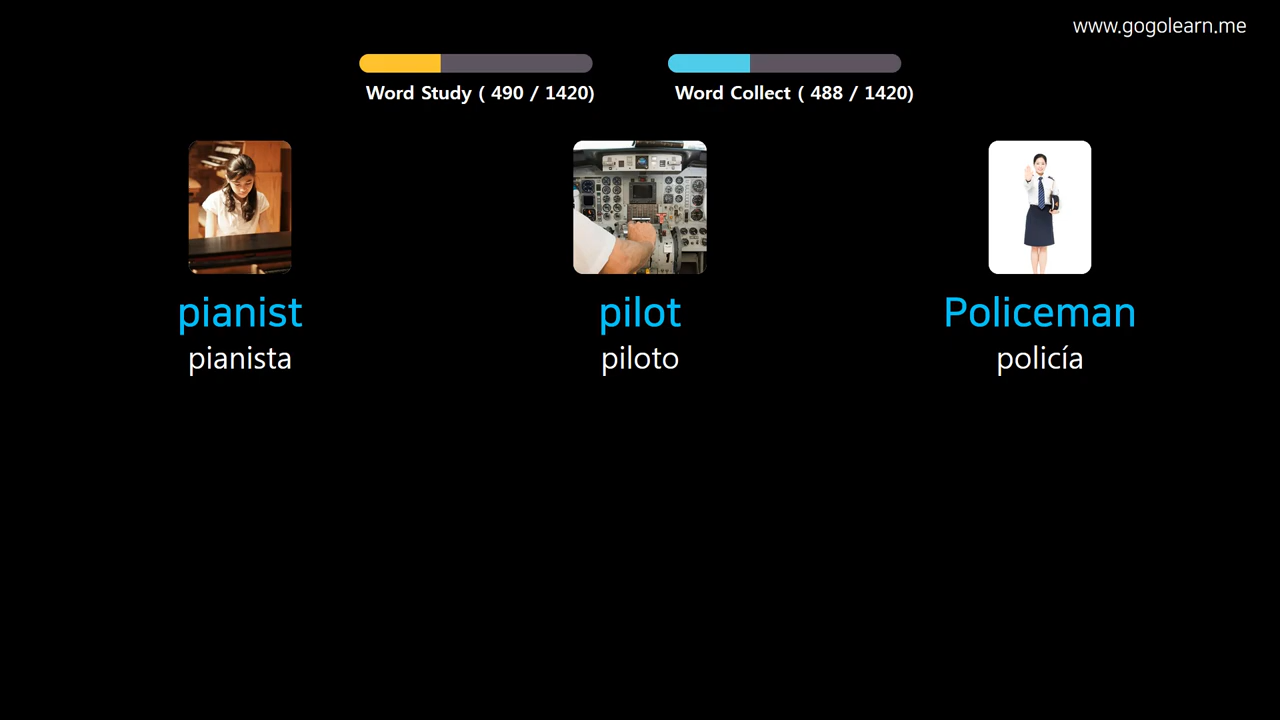 www.gogolearn.me
Word Study ( 490 / 1420)
Word Collect ( 488 / 1420)
pianist
pianista
pilot
piloto
Policeman
policía